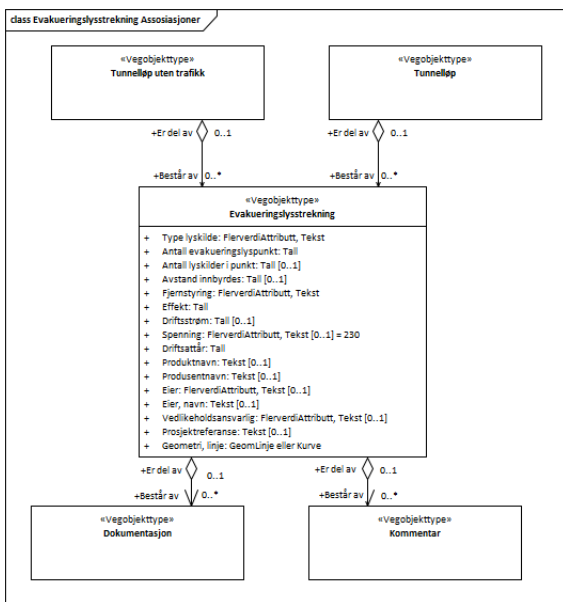 class Evakueringslysstrekning Assosiasjoner
«Vegobjekttype»
Tunnelløp uten trafikk
«Vegobjekttype»
Tunnelløp
+Er del av 0..1
+Er del av 0..1
+Består av 0..*
+Består av 0..*
«Vegobjekttype»
Evakueringslysstrekning
+ Type lyskilde: FlerverdiAttributt, Tekst
+ Antall evakueringslyspunkt: Tall
+ Antall lyskilder i punkt: Tall [0..1]
+ Avstand innbyrdes: Tall [0..1]
+ Fjernstyring: FlerverdiAttributt, Tekst
+ Effekt: Tall
+ Driftsstrøm: Tall [0..1]
+ Spenning: FlerverdiAttributt, Tekst [0..1] = 230
+ Driftsattår: Tall
+ Produktnavn: Tekst [0..1]
+ Produsentnavn: Tekst [0..1]
+ Eier: FlerverdiAttributt, Tekst [0..1]
+ Eier, navn: Tekst [0..1]
+ Vedlikeholdsansvarlig: FlerverdiAttributt, Tekst [0..1]
+ Prosjektreferanse: Tekst [0..1]
+ Geometri, linje: GeomLinje eller Kurve
+Er del av 0..1
+Er del av 0..1
+Består av 0..*
+Består av 0..*
«Vegobjekttype»
Dokumentasjon
«Vegobjekttype»
Kommentar